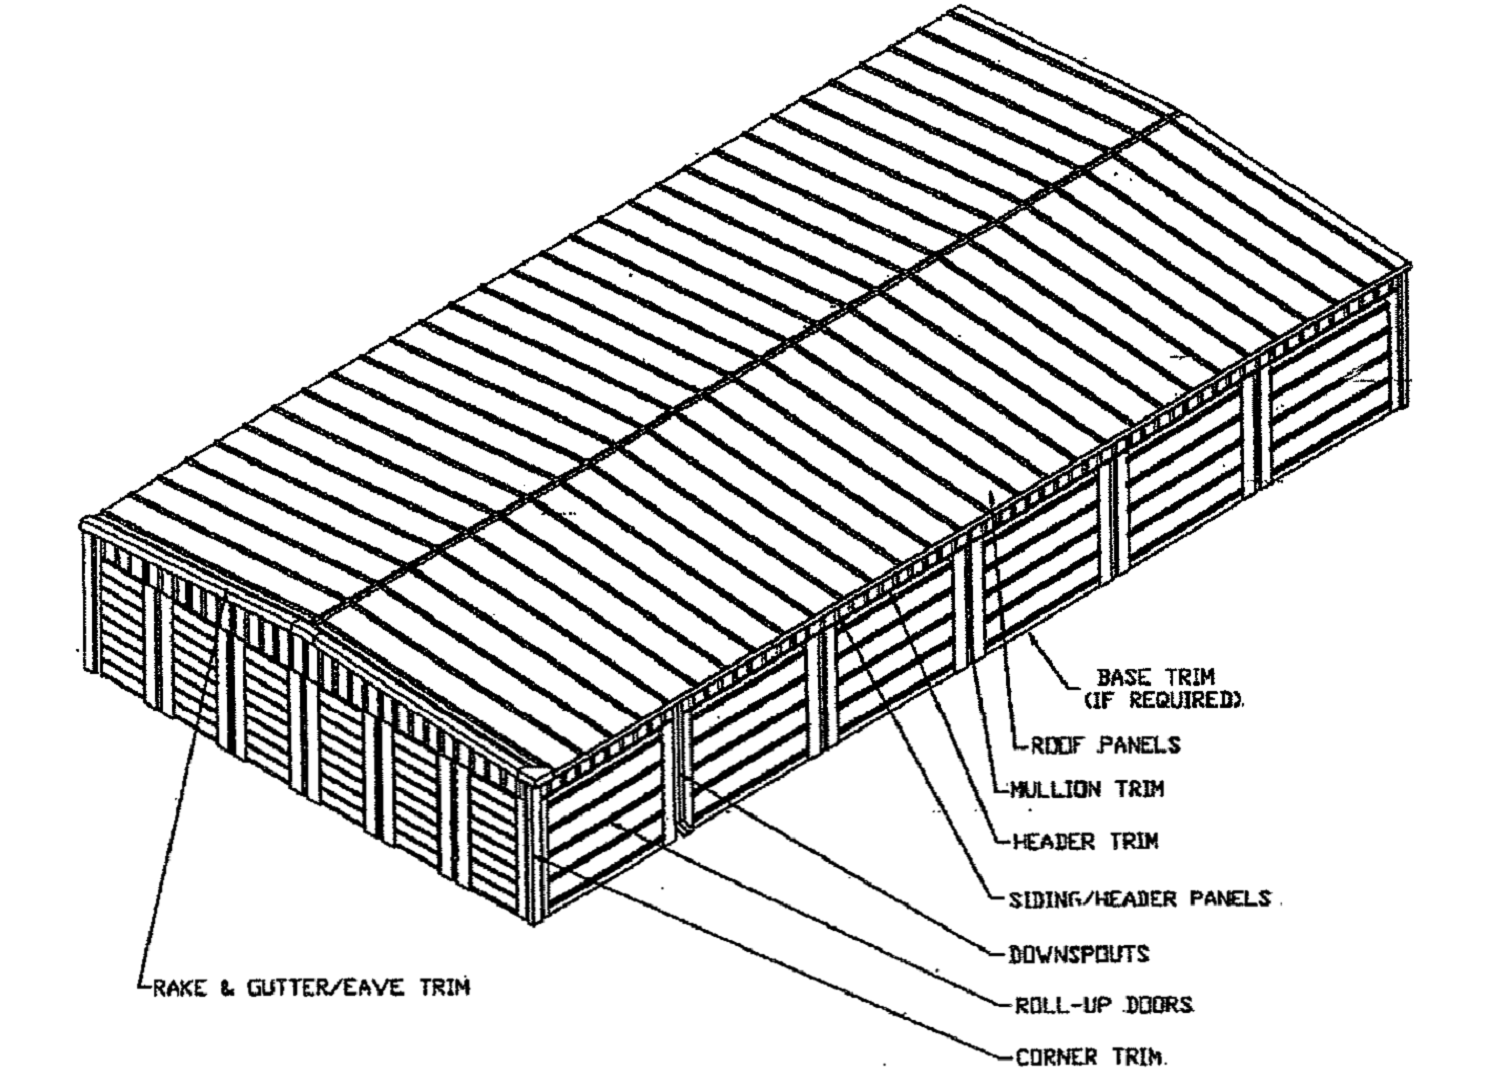 BASE TRIM
(IF REQUIRED).
ROOF PANELS
MULLION TRIM
HEADER TRIM
SIDING/HEADER PANELS
DOWNSPOUTS
RAKE & GUTTER/EAVE TRIM
ROLL-UP DOORS
CORNER TRIM.